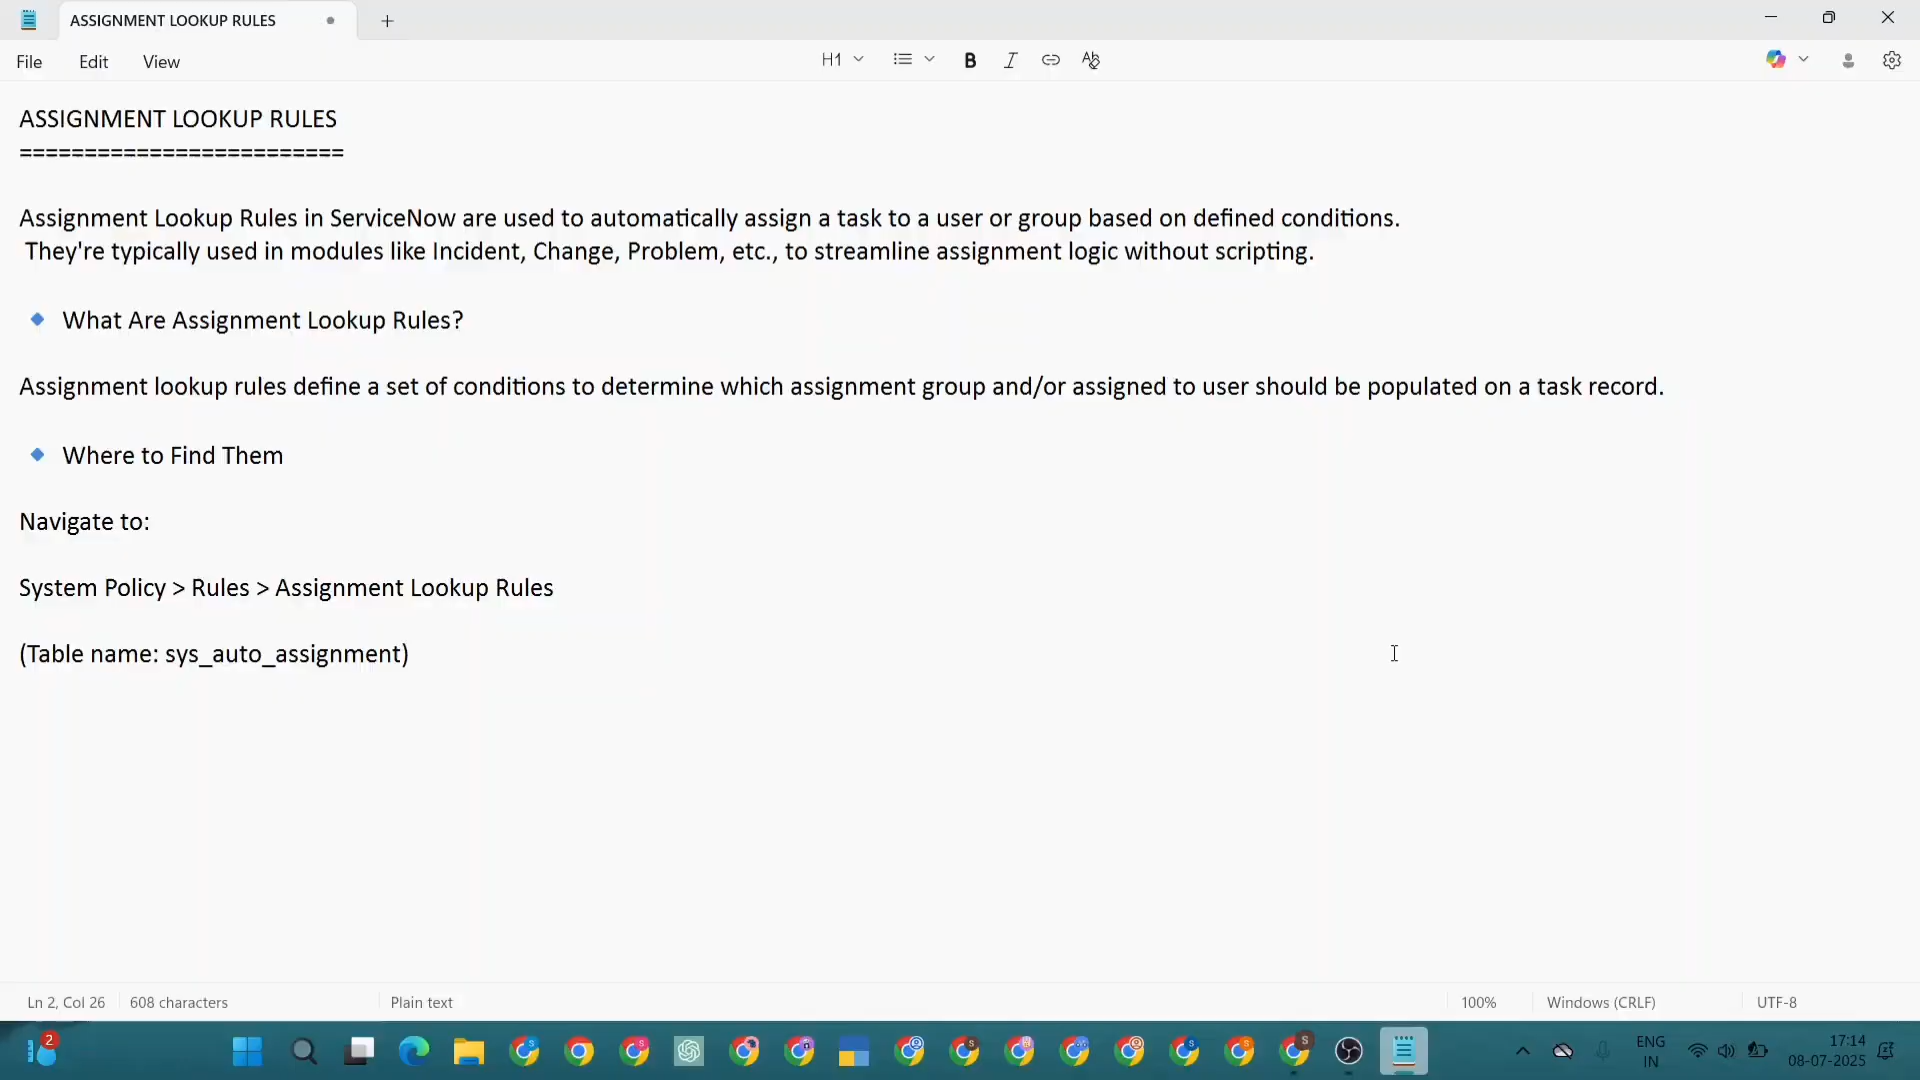 ASSIGNMENT LOOKUP RULES
File
Edit
View
H1
ASSIGNMENT LOOKUP RULES
=========================
Assignment Lookup Rules in ServiceNow are used to automatically assign a task to a user or group based on defined conditions.
They're typically used in modules like Incident, Change, Problem, etc., to streamline assignment logic without scripting.
What Are Assignment Lookup Rules?
Assignment lookup rules define a set of conditions to determine which assignment group and/or assigned to user should be populated on a task record.
Where to Find Them
Navigate to:
System Policy > Rules > Assignment Lookup Rules
(Table name: sys_auto_assignment)
Ln 2, Col 26
608 characters
Plain text
100%
Windows (CRLF)
UTF-8
2
ENG
IN
17:14
08-07-2025